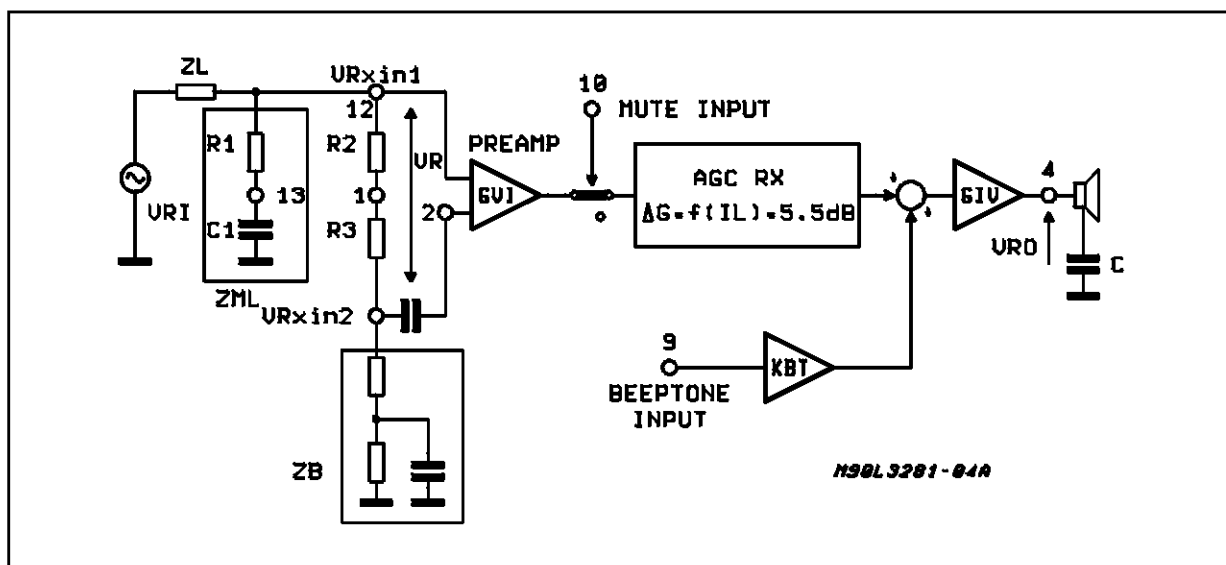 ZL
VRxin1
12
10
MUTE INPUT
R1
R2
VR
PREAMP
GVI
AGC RX
ΔG=f(IL)=5.5dB
GIV
4
VRI
13
1
2
C1
R3
VRO
C
ZML
VRxin2
9
KBT
BEEPTONE
INPUT
ZB
M90L3281-04A